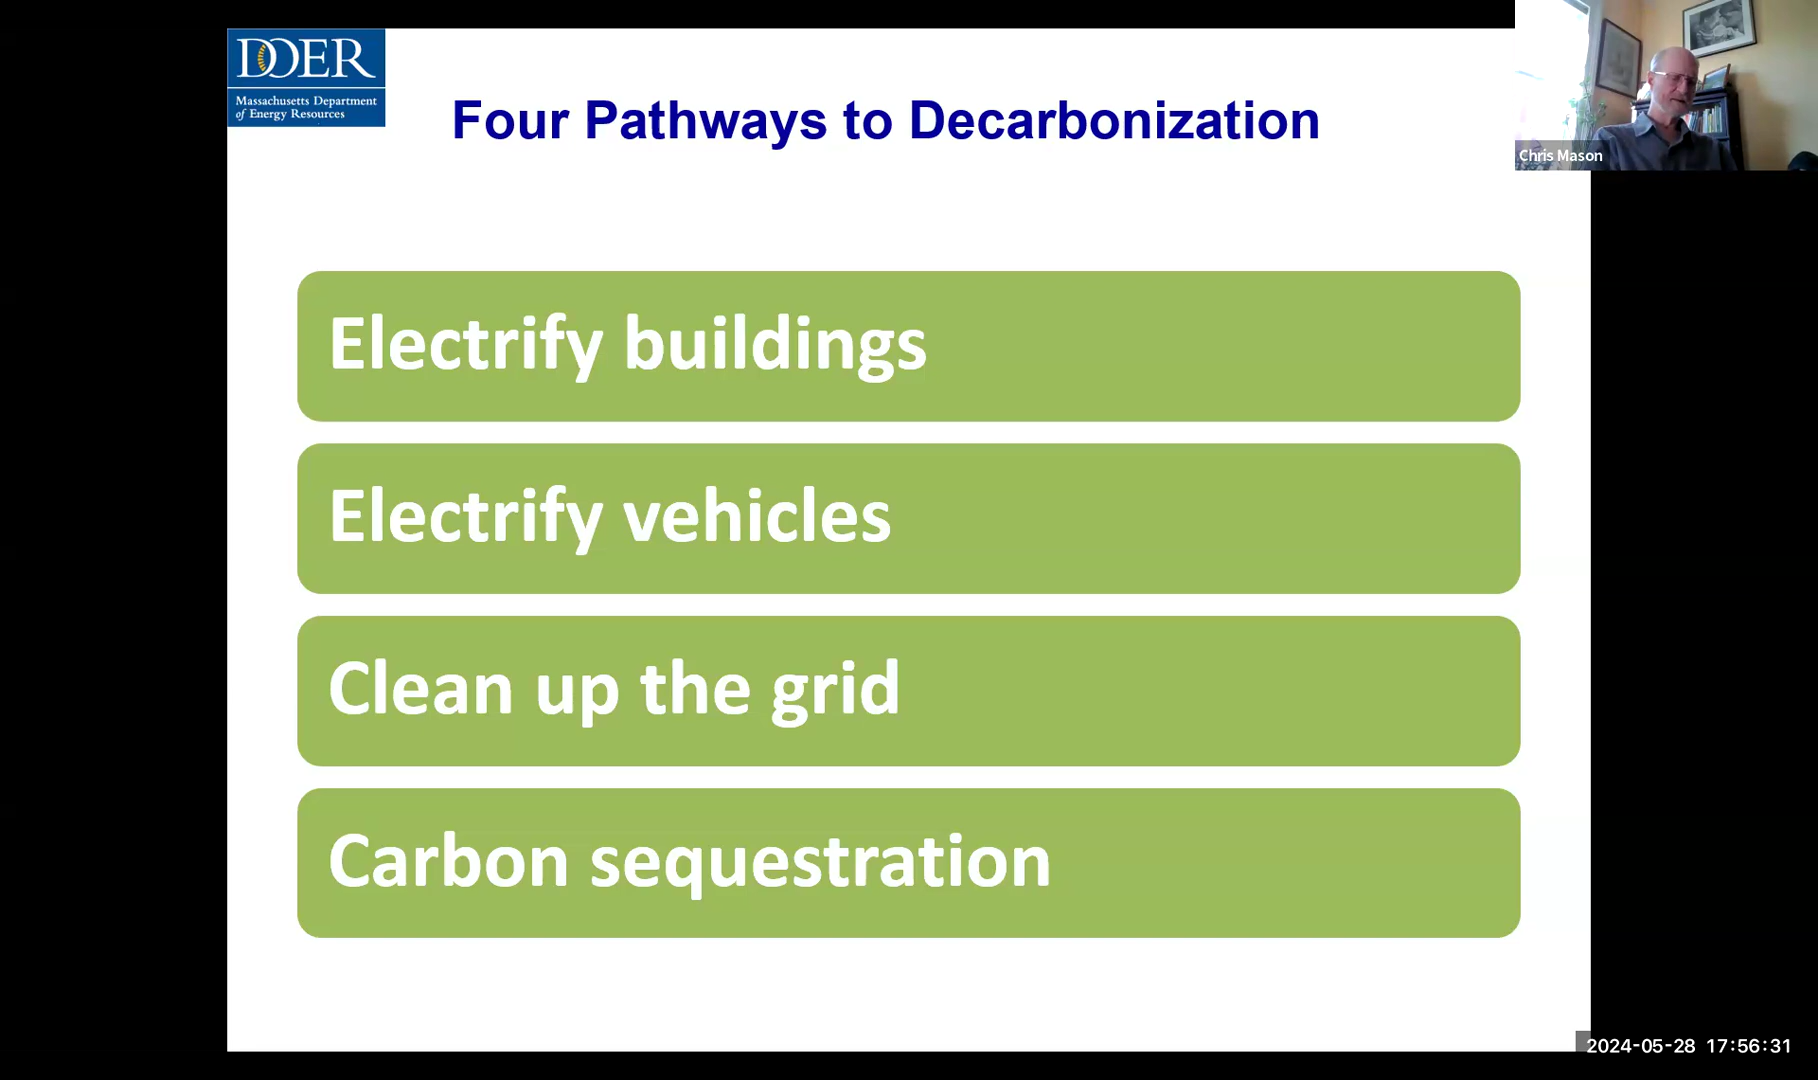 DOER
Massachusetts Department
of Energy Resources
Four Pathways to Decarbonization
Chris Mason
Electrify buildings
Electrify vehicles
Clean up the grid
Carbon sequestration
2024-05-28 17:56:31